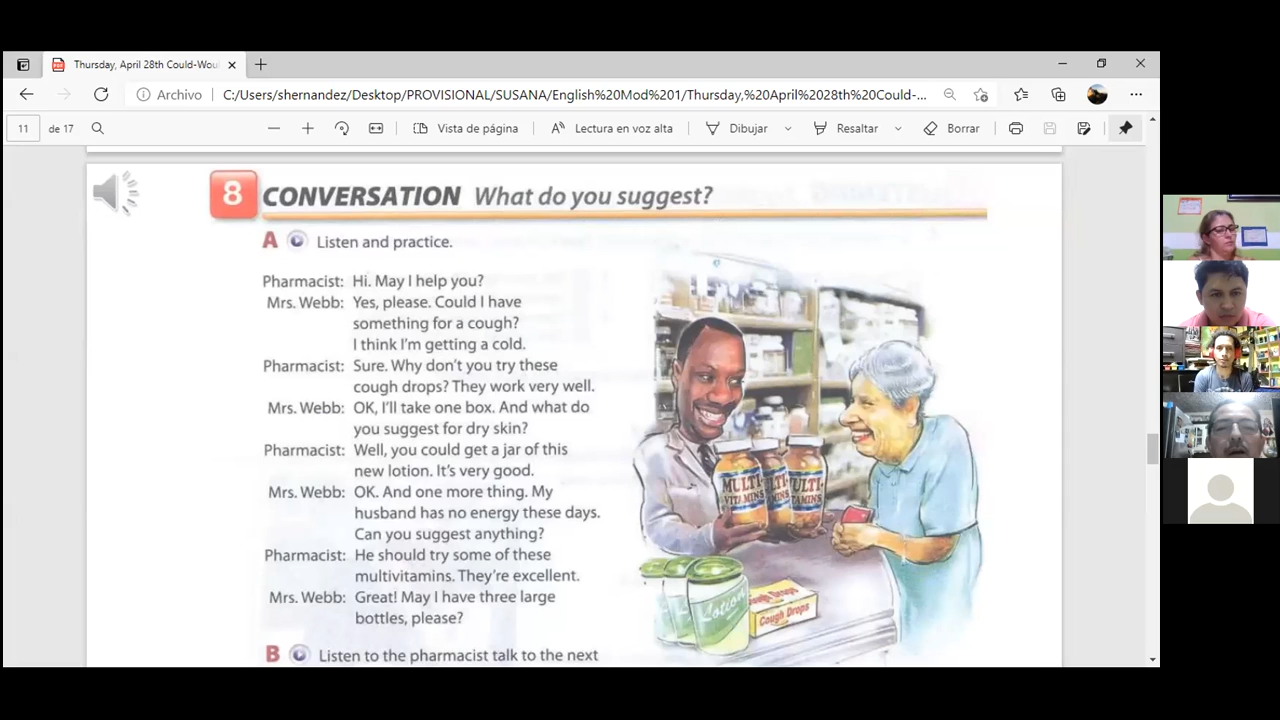 Thursday, April 28th Could-Wou
Archivo C:/Users/shernandez/Desktop/PROVISIONAL/SUSANA/English%20Mod%201/Thursday,%20April%2028th%20Could-...
11 de 17 Vista de página Lectura en voz alta Dibujar Resaltar Borrar
8 CONVERSATION What do you suggest?
A Listen and practice.
Pharmacist: Hi. May I help you?
Mrs. Webb: Yes, please. Could I have
something for a cough?
I think I'm getting a cold.
Pharmacist: Sure. Why don't you try these
cough drops? They work very well.
Mrs. Webb: OK, I'll take one box. And what do
you suggest for dry skin?
Pharmacist: Well, you could get a jar of this
new lotion. It's very good.
Mrs. Webb: OK. And one more thing. My
husband has no energy these days.
Can you suggest anything?
Pharmacist: He should try some of these
multivitamins. They're excellent.
Mrs. Webb: Great! May I have three large
bottles, please?
B Listen to the pharmacist talk to the next
MULTI-
VITAMINS
Lotion
Cough Drops
Cough Drops